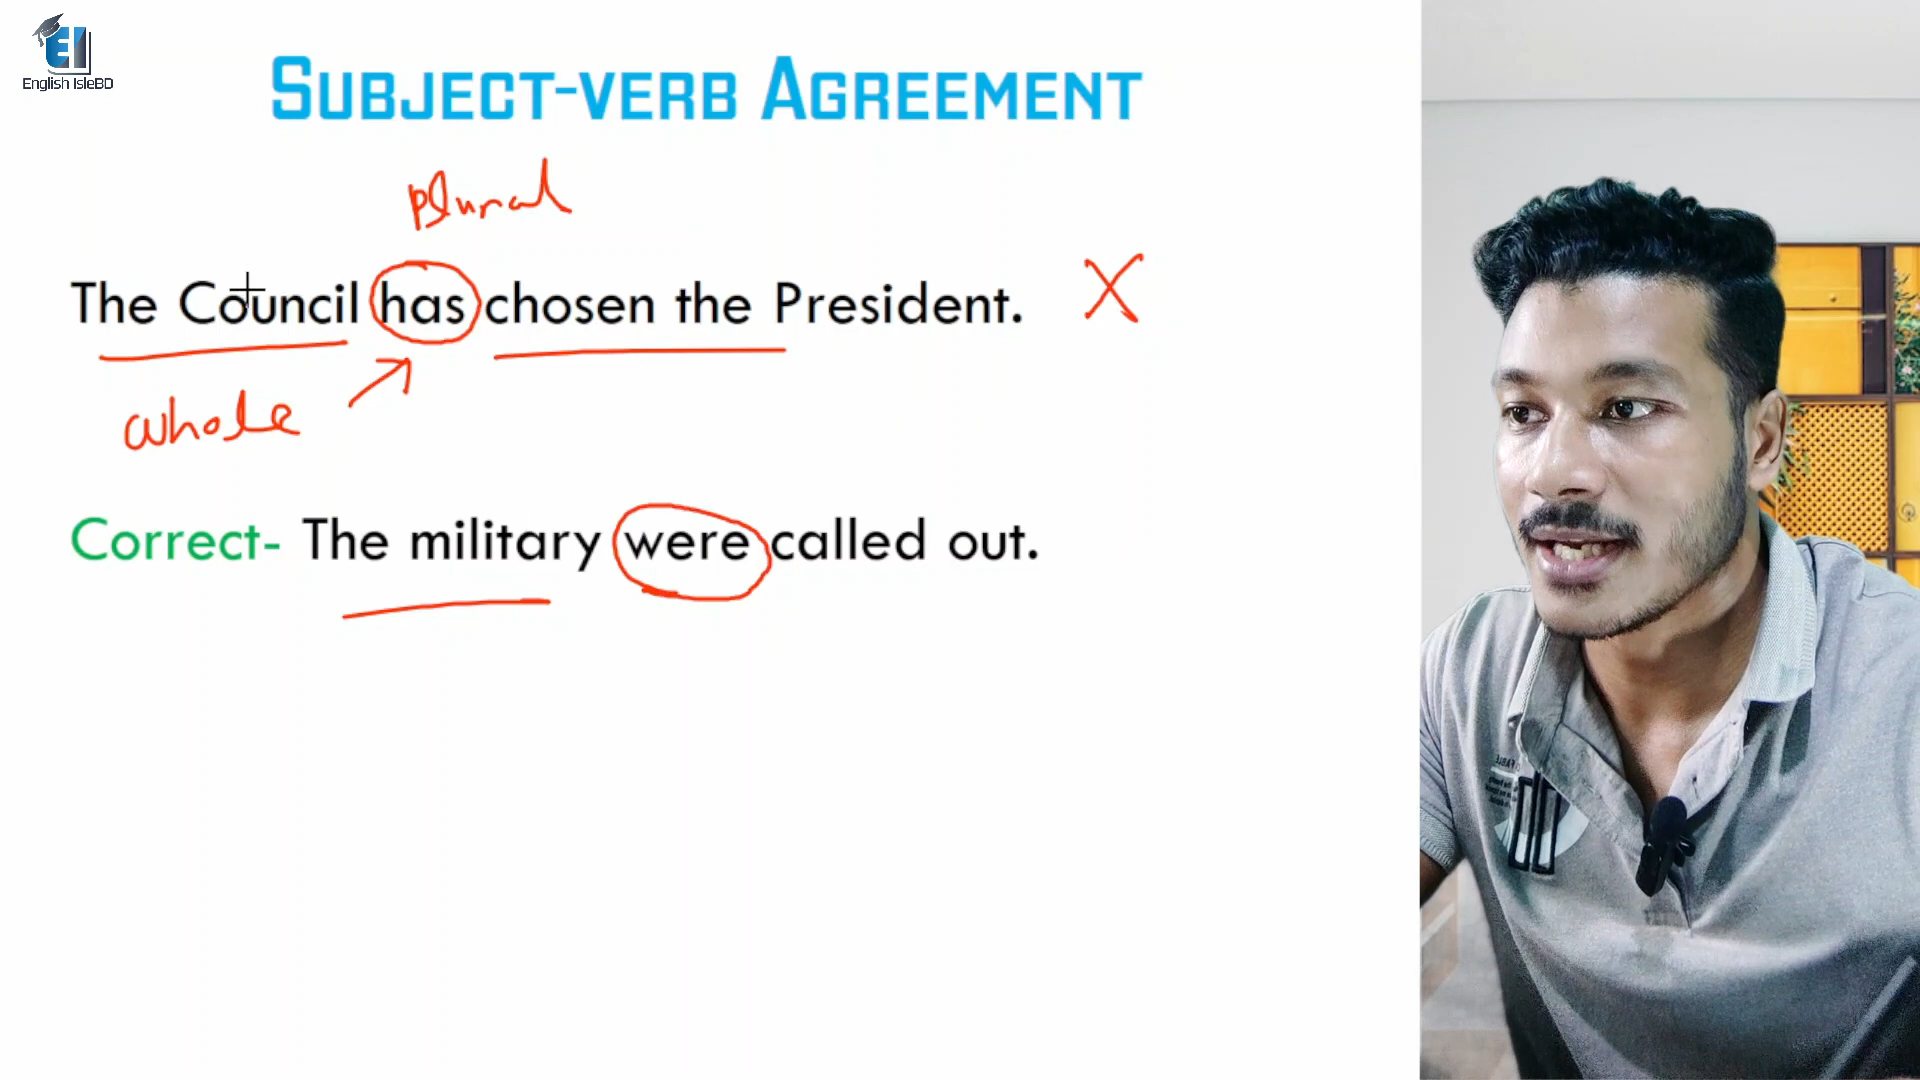 EI
English IsleBD
SUBJECT-VERB AGREEMENT
Plural
The Council has chosen the President. X
whole
Correct- The military were called out.